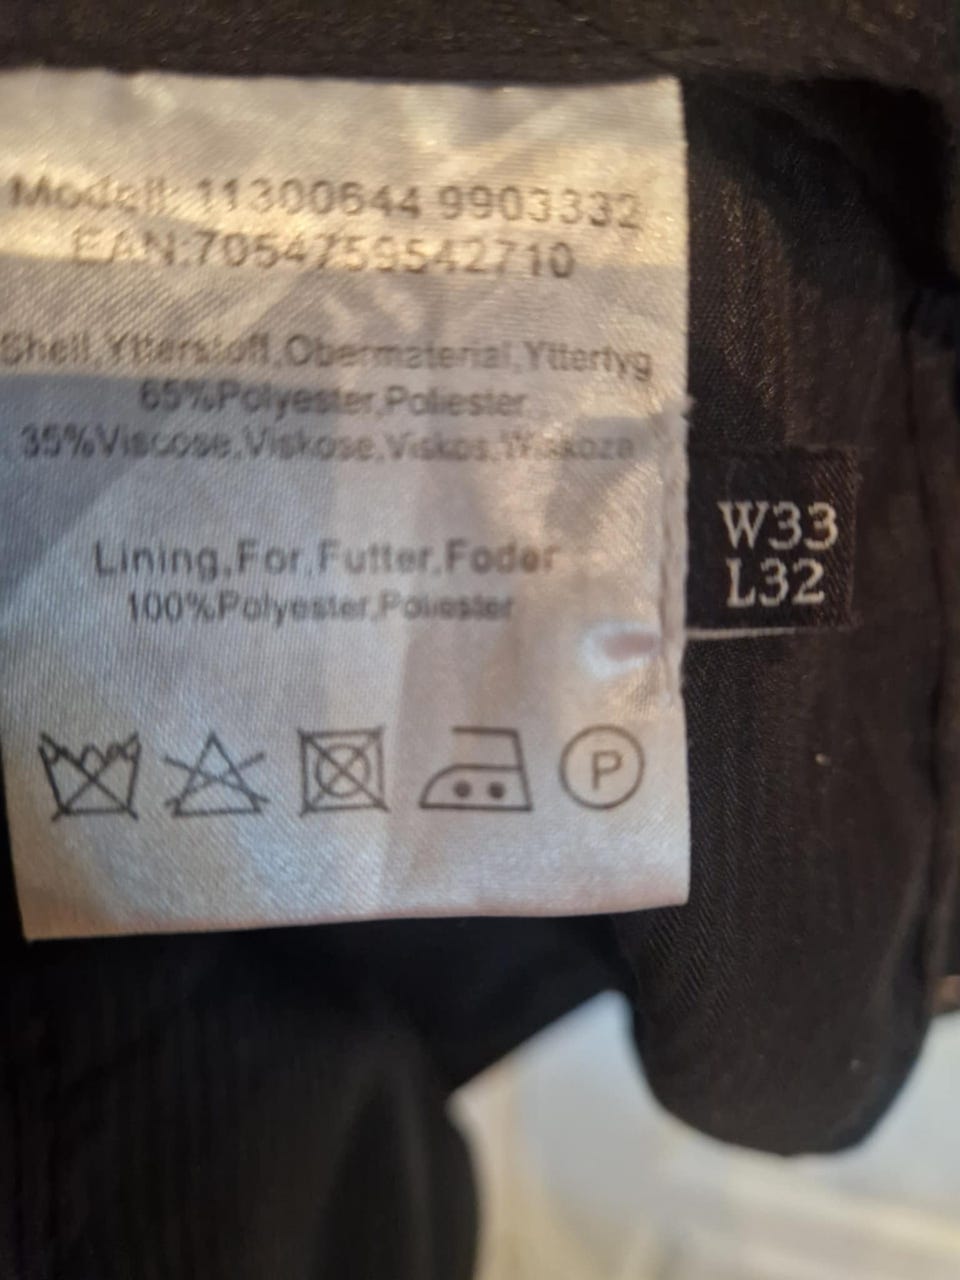 Modell: 11300644 9903332
EAN:7054759542710
Shell,Ytterstoff,Obermaterial,Yttertyg
65%Polyester,Poliester
35%Viscose,Viskose,Viskos,Wiskoza
Lining,For,Futter,Foder
100%Polyester,Poliester
P
W33
L32